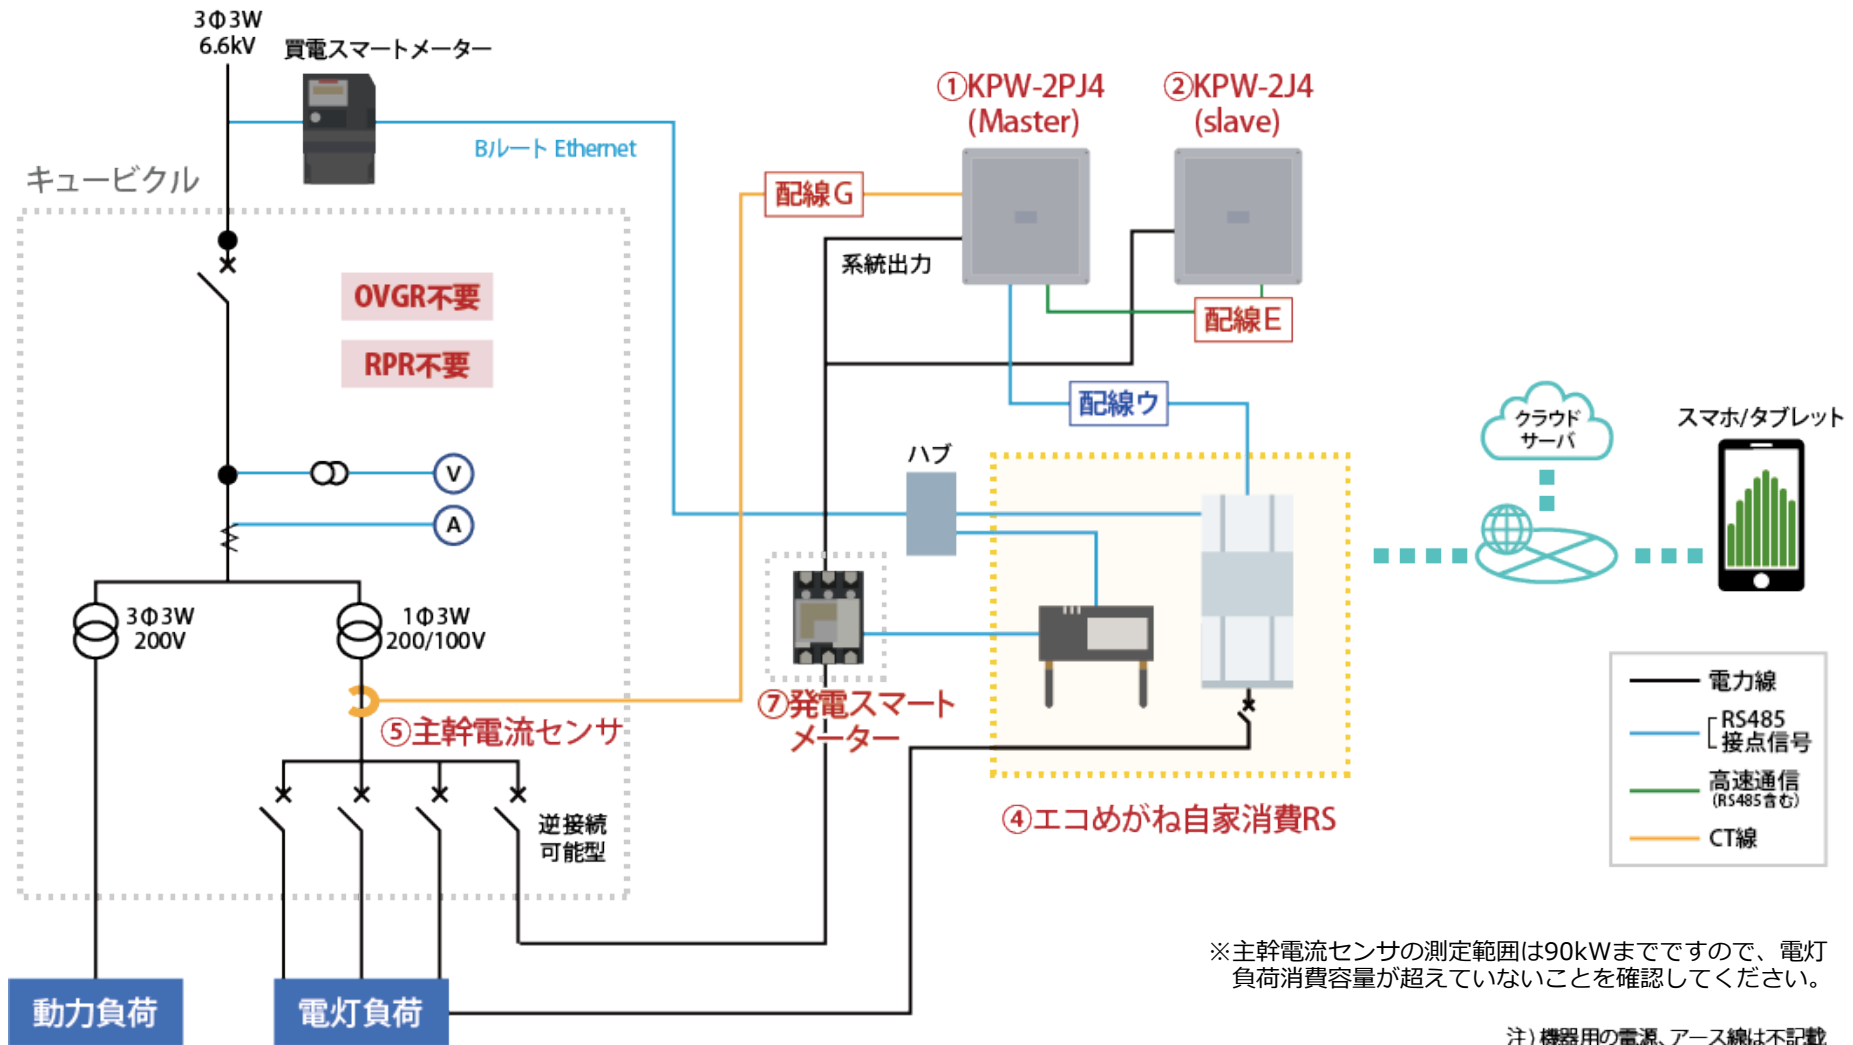 3Φ3W
6.6kV
買電スマートメーター
Bルート Ethernet
キュービクル
①KPW-2PJ4
(Master)
②KPW-2J4
(slave)
配線G
系統出力
配線E
OVGR不要
RPR不要
配線ウ
V
A
ハブ
クラウド
サーバ
スマホ/タブレット
3Φ3W
200V
1Φ3W
200/100V
⑤主幹電流センサ
⑦発電スマート
メーター
④エコめがね自家消費RS
逆接続
可能型
電力線
RS485
接点信号
高速通信
(RS485含む)
CT線
※主幹電流センサの測定範囲は90kWまでですので、電灯
負荷消費容量が超えていないことを確認してください。
動力負荷
電灯負荷
注）機器用の電源、アース線は不記載